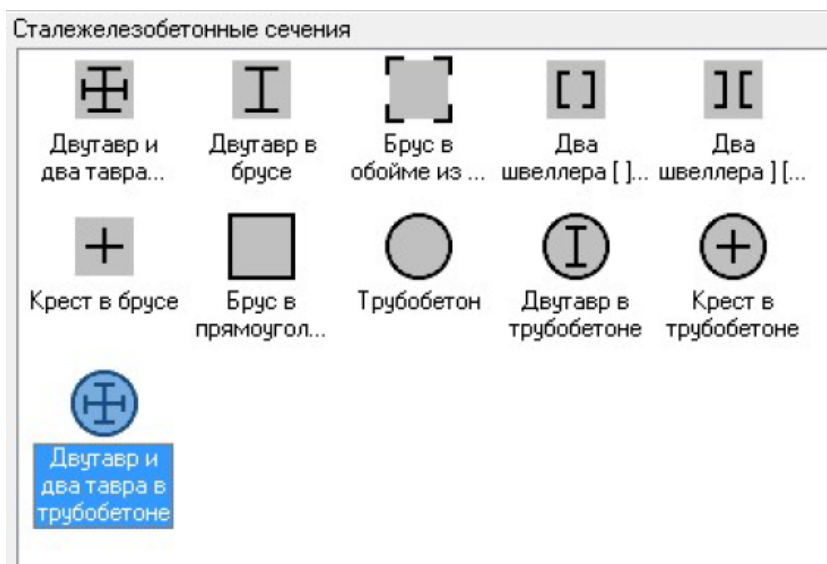 Сталежелезобетонные сечения
Двутавр и
два тавра...
Двутавр в
брусе
Брус в
обойме из ...
Два
швеллера [ ]...
Два
швеллера ] [...
Крест в брусе
Брус в
прямоугол...
Трубобетон
Двутавр в
трубобетоне
Крест в
трубобетоне
Двутавр и
два тавра в
трубобетоне